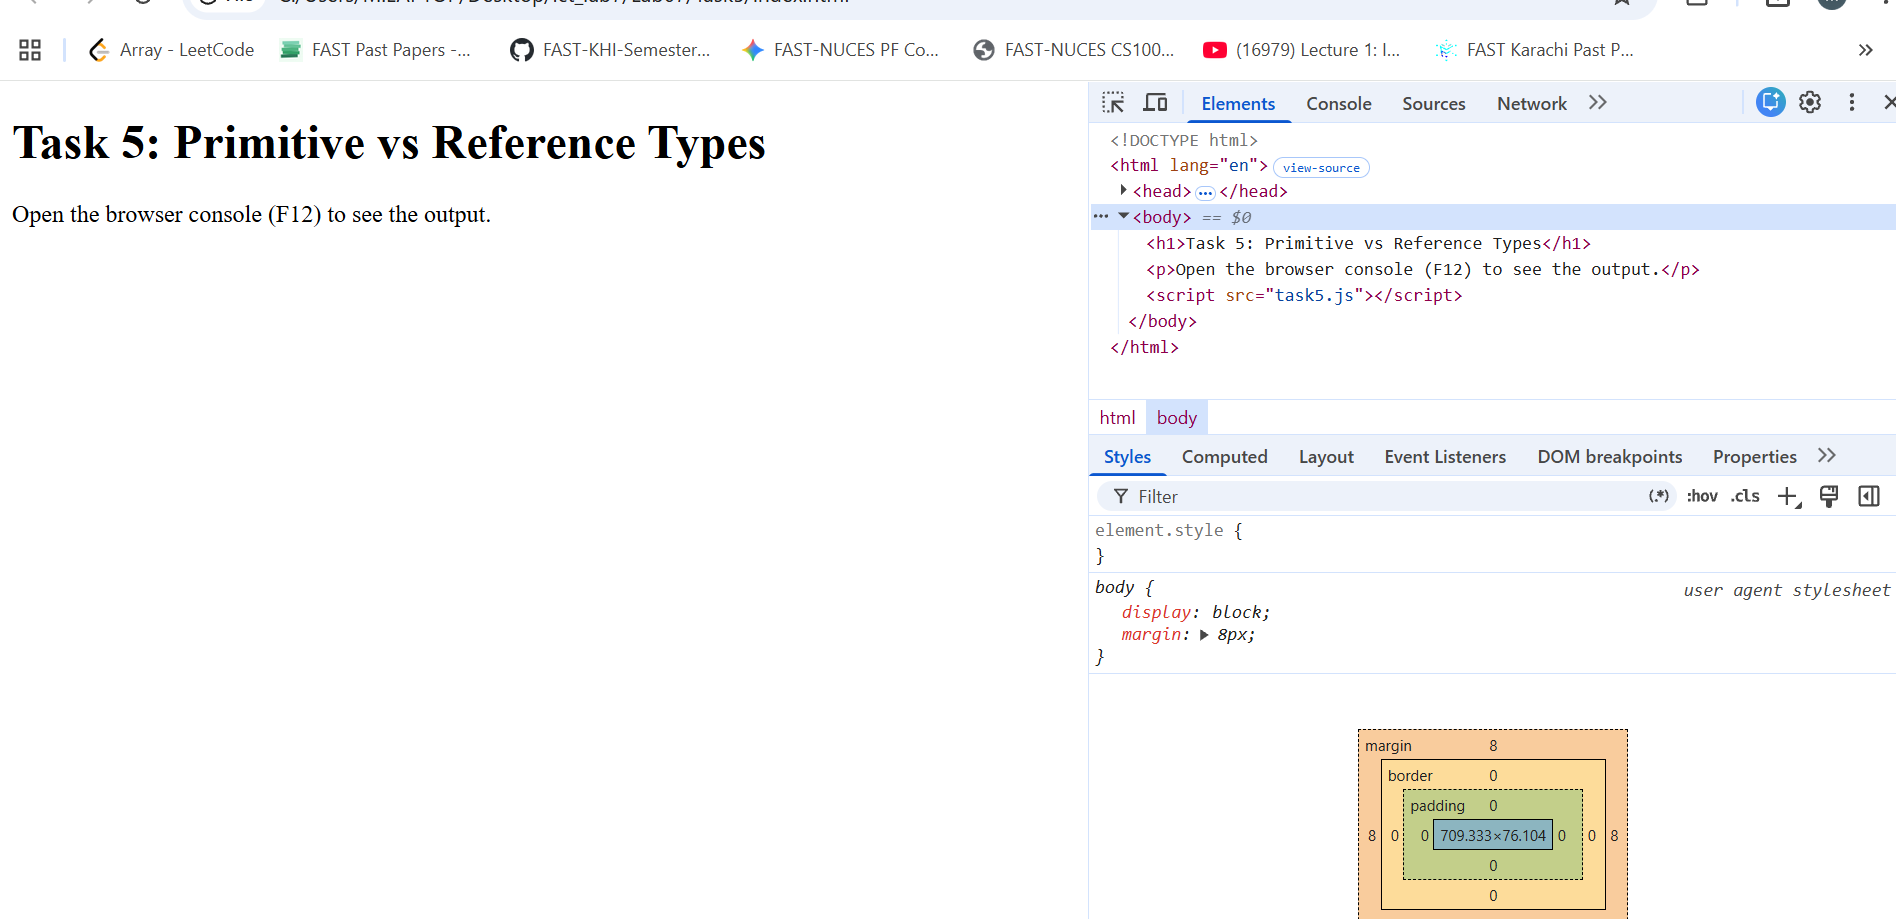 Array - LeetCode FAST Past Papers -... FAST-KHI-Semester... FAST-NUCES PF Co... FAST-NUCES CS100... (16979) Lecture 1: I... FAST Karachi Past P...
Task 5: Primitive vs Reference Types
Open the browser console (F12) to see the output.
Elements Console Sources Network
<!DOCTYPE html>
<html lang="en"> view-source
<head> ... </head>
... <body> == $0
<h1>Task 5: Primitive vs Reference Types</h1>
<p>Open the browser console (F12) to see the output.</p>
<script src="task5.js"></script>
</body>
</html>
html body
Styles Computed Layout Event Listeners DOM breakpoints Properties
Filter (.*) :hov .cls
element.style {
}
body { user agent stylesheet
display: block;
margin: 8px;
}
margin 8
border 0
padding 0
8 0 0 709.333×76.104 0 0 8
0
0